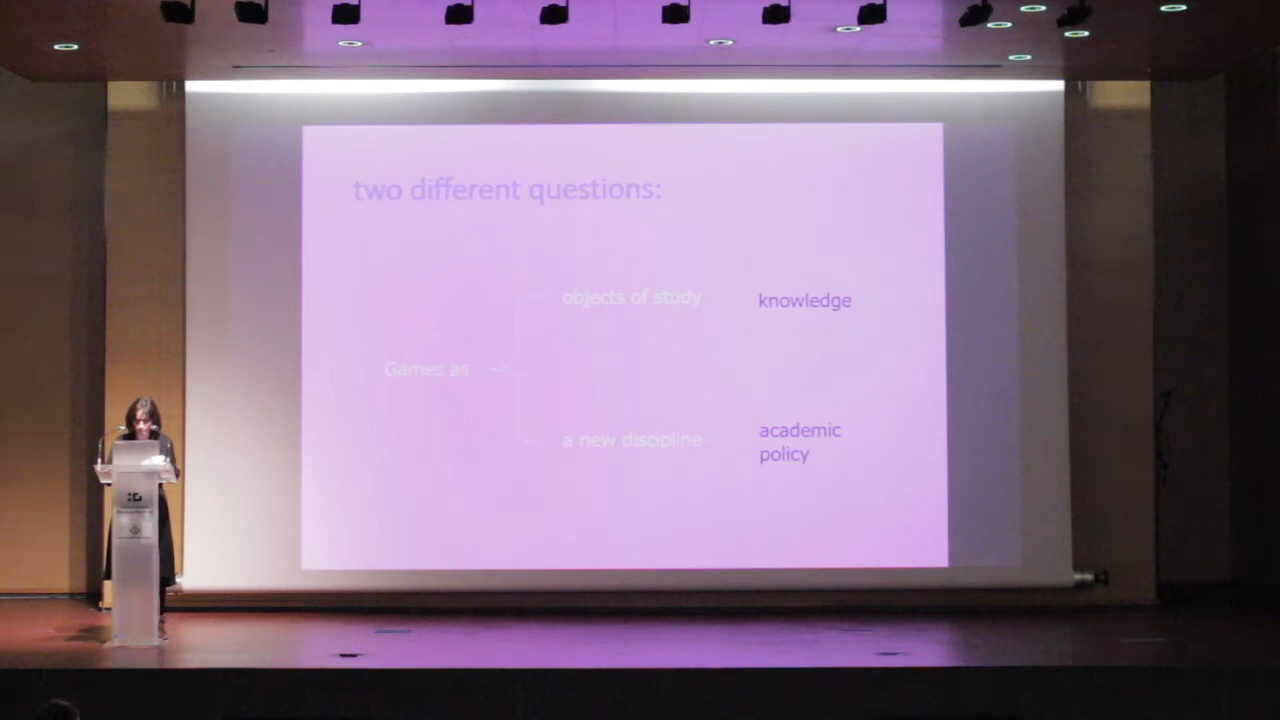 two different questions:
objects of study
knowledge
Games as
a new discipline
academic
policy